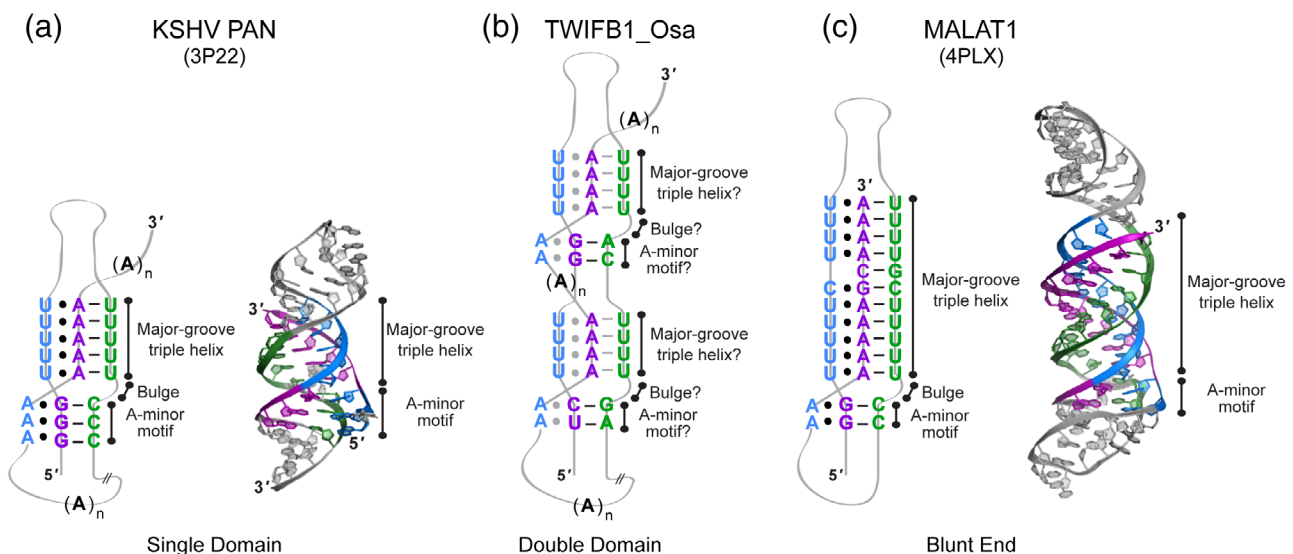 (a)
KSHV PAN
(3P22)
3′
(A)n
U • A – U
U • A – U
U • A – U
U • A – U
U • A – U
Major-groove
triple helix
Bulge
A • G – C
A • G – C
A • G – C
A-minor
motif
5′
(A)n
3′
Major-groove
triple helix
A-minor
motif
5′
3′
Single Domain
(b)
TWIFB1_Osa
3′
(A)n
U • A – U
U • A – U
U • A – U
U • A – U
Major-groove
triple helix?
Bulge?
A • G – A
A • G – C
A-minor
motif?
(A)n
U • A – U
U • A – U
U • A – U
U • A – U
Major-groove
triple helix?
Bulge?
A • C – G
A • U – A
A-minor
motif?
5′
(A)n
Double Domain
(c)
MALAT1
(4PLX)
3′
U • A – U
U • A – U
U • A – U
U • A – U
C – G
C • G – C
U • A – U
U • A – U
U • A – U
U • A – U
U • A – U
Major-groove
triple helix
Bulge
A • G – C
A • G – C
A-minor
motif
5′
3′
Major-groove
triple helix
A-minor
motif
Blunt End